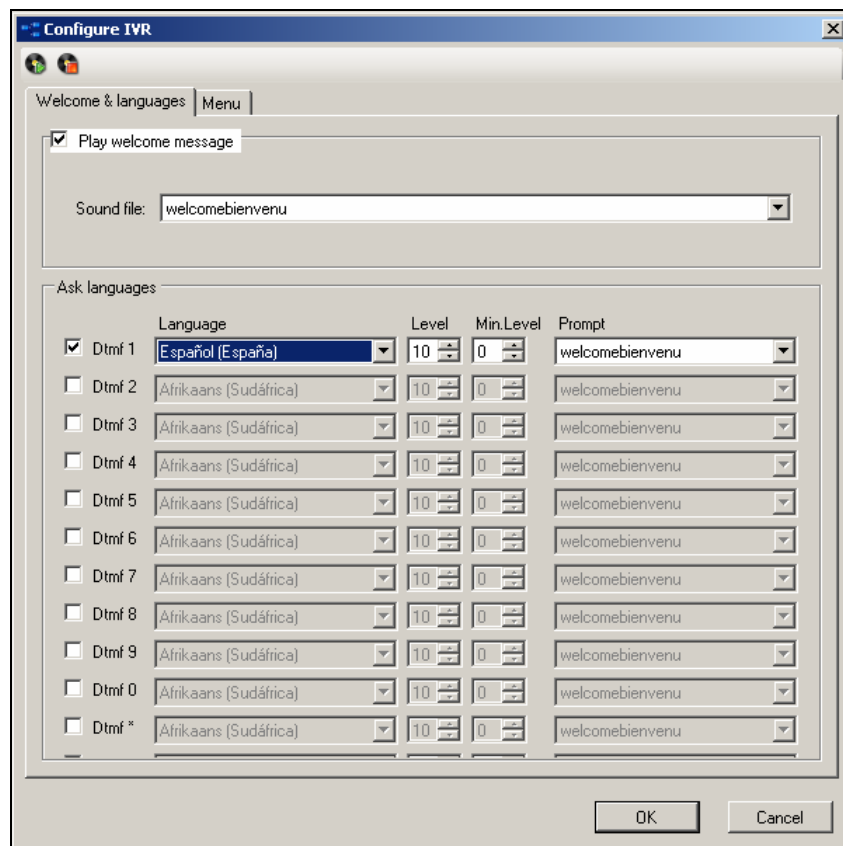 Configure IVR
Welcome & languages Menu
Play welcome message
Sound file: welcomebienvenu
Ask languages
Language Level Min.Level Prompt
Dtmf 1 Español (España) 10 0 welcomebienvenu
Dtmf 2 Afrikaans (Sudáfrica) 10 0 welcomebienvenu
Dtmf 3 Afrikaans (Sudáfrica) 10 0 welcomebienvenu
Dtmf 4 Afrikaans (Sudáfrica) 10 0 welcomebienvenu
Dtmf 5 Afrikaans (Sudáfrica) 10 0 welcomebienvenu
Dtmf 6 Afrikaans (Sudáfrica) 10 0 welcomebienvenu
Dtmf 7 Afrikaans (Sudáfrica) 10 0 welcomebienvenu
Dtmf 8 Afrikaans (Sudáfrica) 10 0 welcomebienvenu
Dtmf 9 Afrikaans (Sudáfrica) 10 0 welcomebienvenu
Dtmf 0 Afrikaans (Sudáfrica) 10 0 welcomebienvenu
Dtmf * Afrikaans (Sudáfrica) 10 0 welcomebienvenu
OK Cancel